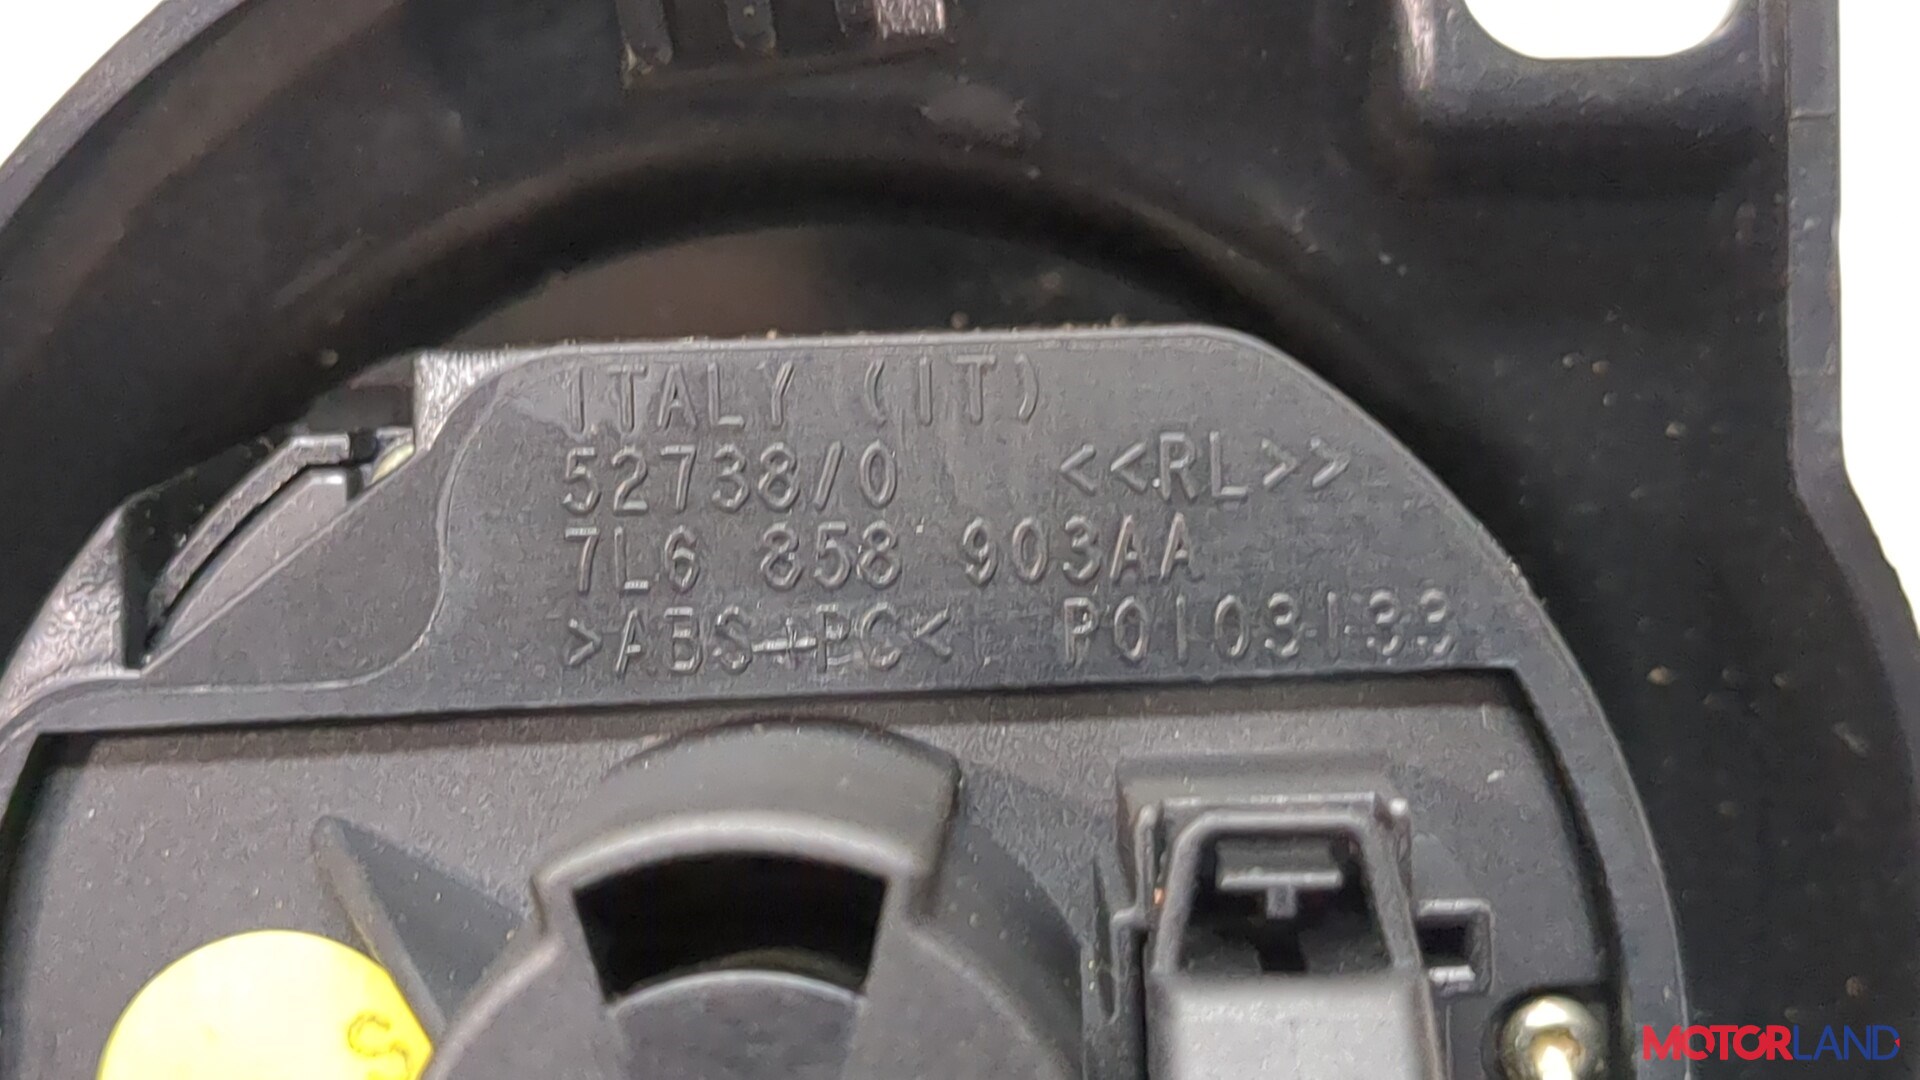 ITALY (IT)
52738/0 <<RL>>
7L6 858 903AA
>ABS+PC< P0103133
S
MOTORLAND